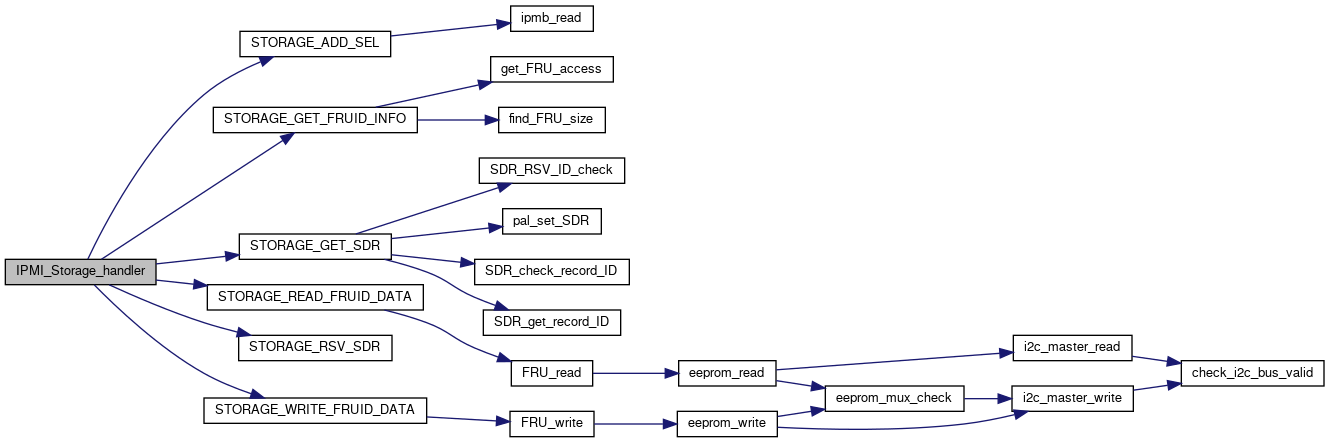 IPMI_Storage_handler
STORAGE_ADD_SEL
ipmb_read
STORAGE_GET_FRUID_INFO
get_FRU_access
find_FRU_size
STORAGE_GET_SDR
SDR_RSV_ID_check
pal_set_SDR
SDR_check_record_ID
SDR_get_record_ID
STORAGE_READ_FRUID_DATA
STORAGE_RSV_SDR
STORAGE_WRITE_FRUID_DATA
FRU_read
eeprom_read
i2c_master_read
check_i2c_bus_valid
eeprom_mux_check
i2c_master_write
FRU_write
eeprom_write